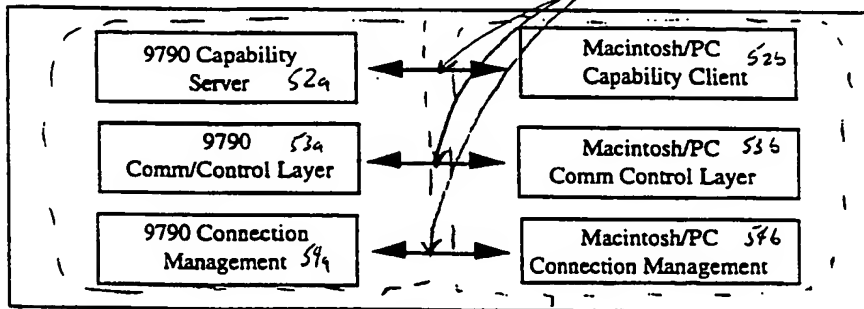 9790 Capability
Server 52a
Macintosh/PC 52b
Capability Client
9790 53a
Comm/Control Layer
Macintosh/PC 53b
Comm Control Layer
9790 Connection
Management 54a
Macintosh/PC 54b
Connection Management